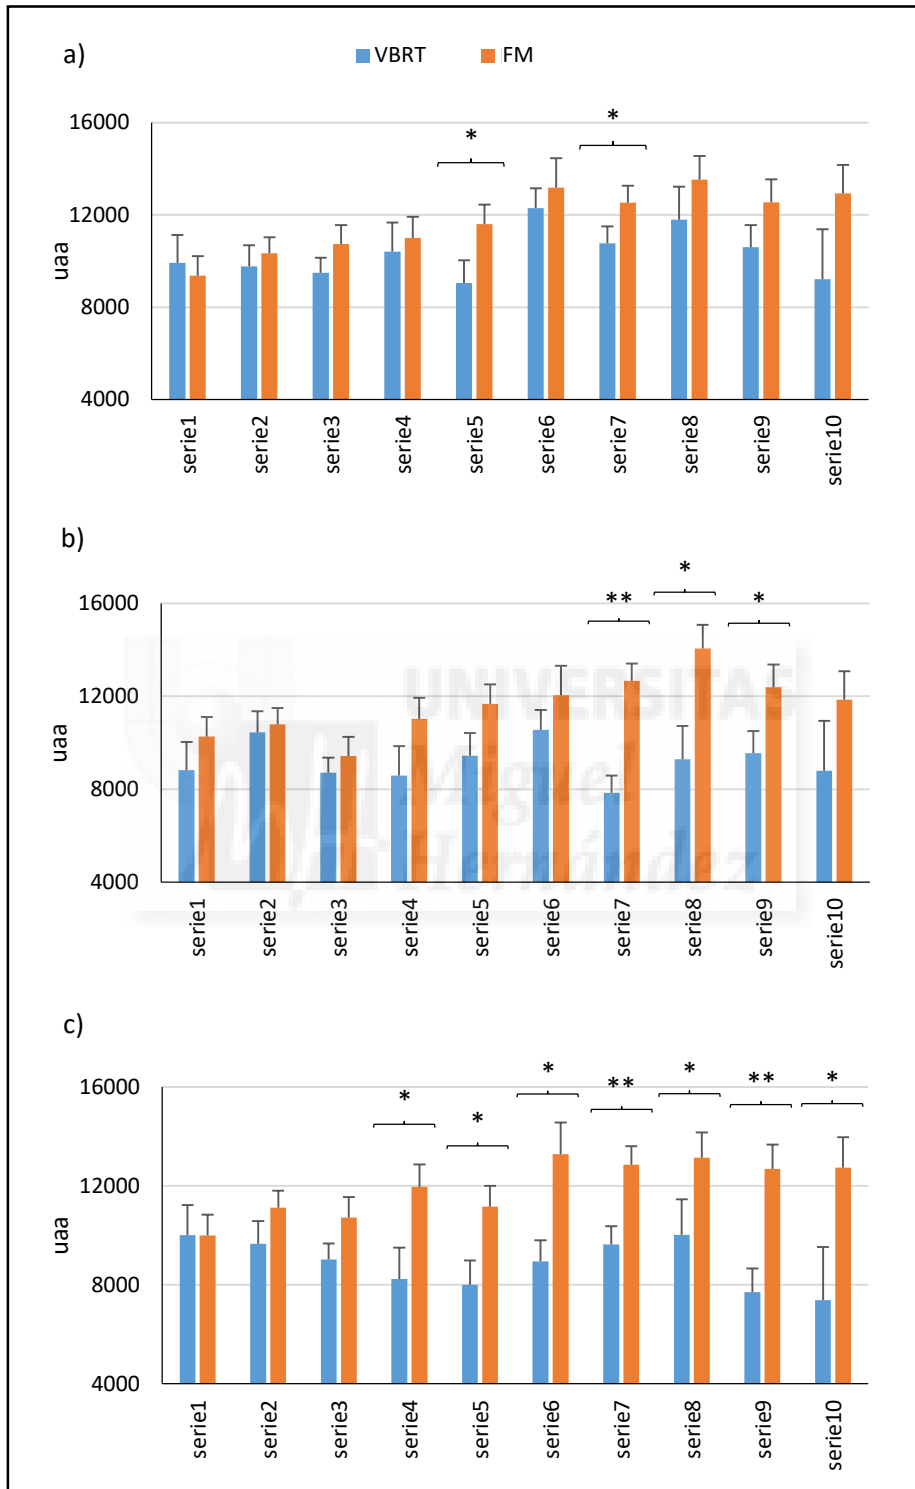 a)
VBRT FM
* *
16000
12000
8000
4000
uaa
serie1 serie2 serie3 serie4 serie5 serie6 serie7 serie8 serie9 serie10
b)
** * *
16000
12000
8000
4000
uaa
UNIVERSITAS
Miguel
Hernández
serie1 serie2 serie3 serie4 serie5 serie6 serie7 serie8 serie9 serie10
c)
* * * ** * ** *
16000
12000
8000
4000
uaa
serie1 serie2 serie3 serie4 serie5 serie6 serie7 serie8 serie9 serie10